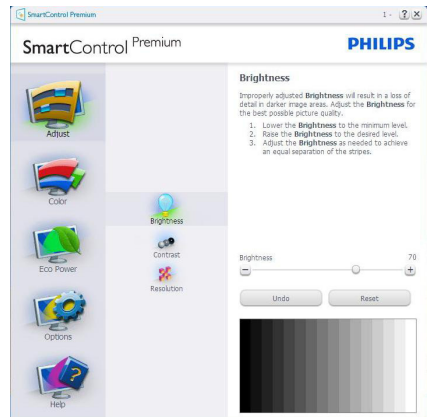 SmartControl Premium
1 -
?
X
SmartControl Premium
PHILIPS
Adjust
Color
Eco Power
Options
Help
Brightness
Contrast
Resolution
Brightness
Improperly adjusted Brightness will result in a loss of
detail in darker image areas. Adjust the Brightness for
the best possible picture quality.
1. Lower the Brightness to the minimum level.
2. Raise the Brightness to the desired level.
3. Adjust the Brightness as needed to achieve
an equal separation of the stripes.
Brightness 70
Undo Reset